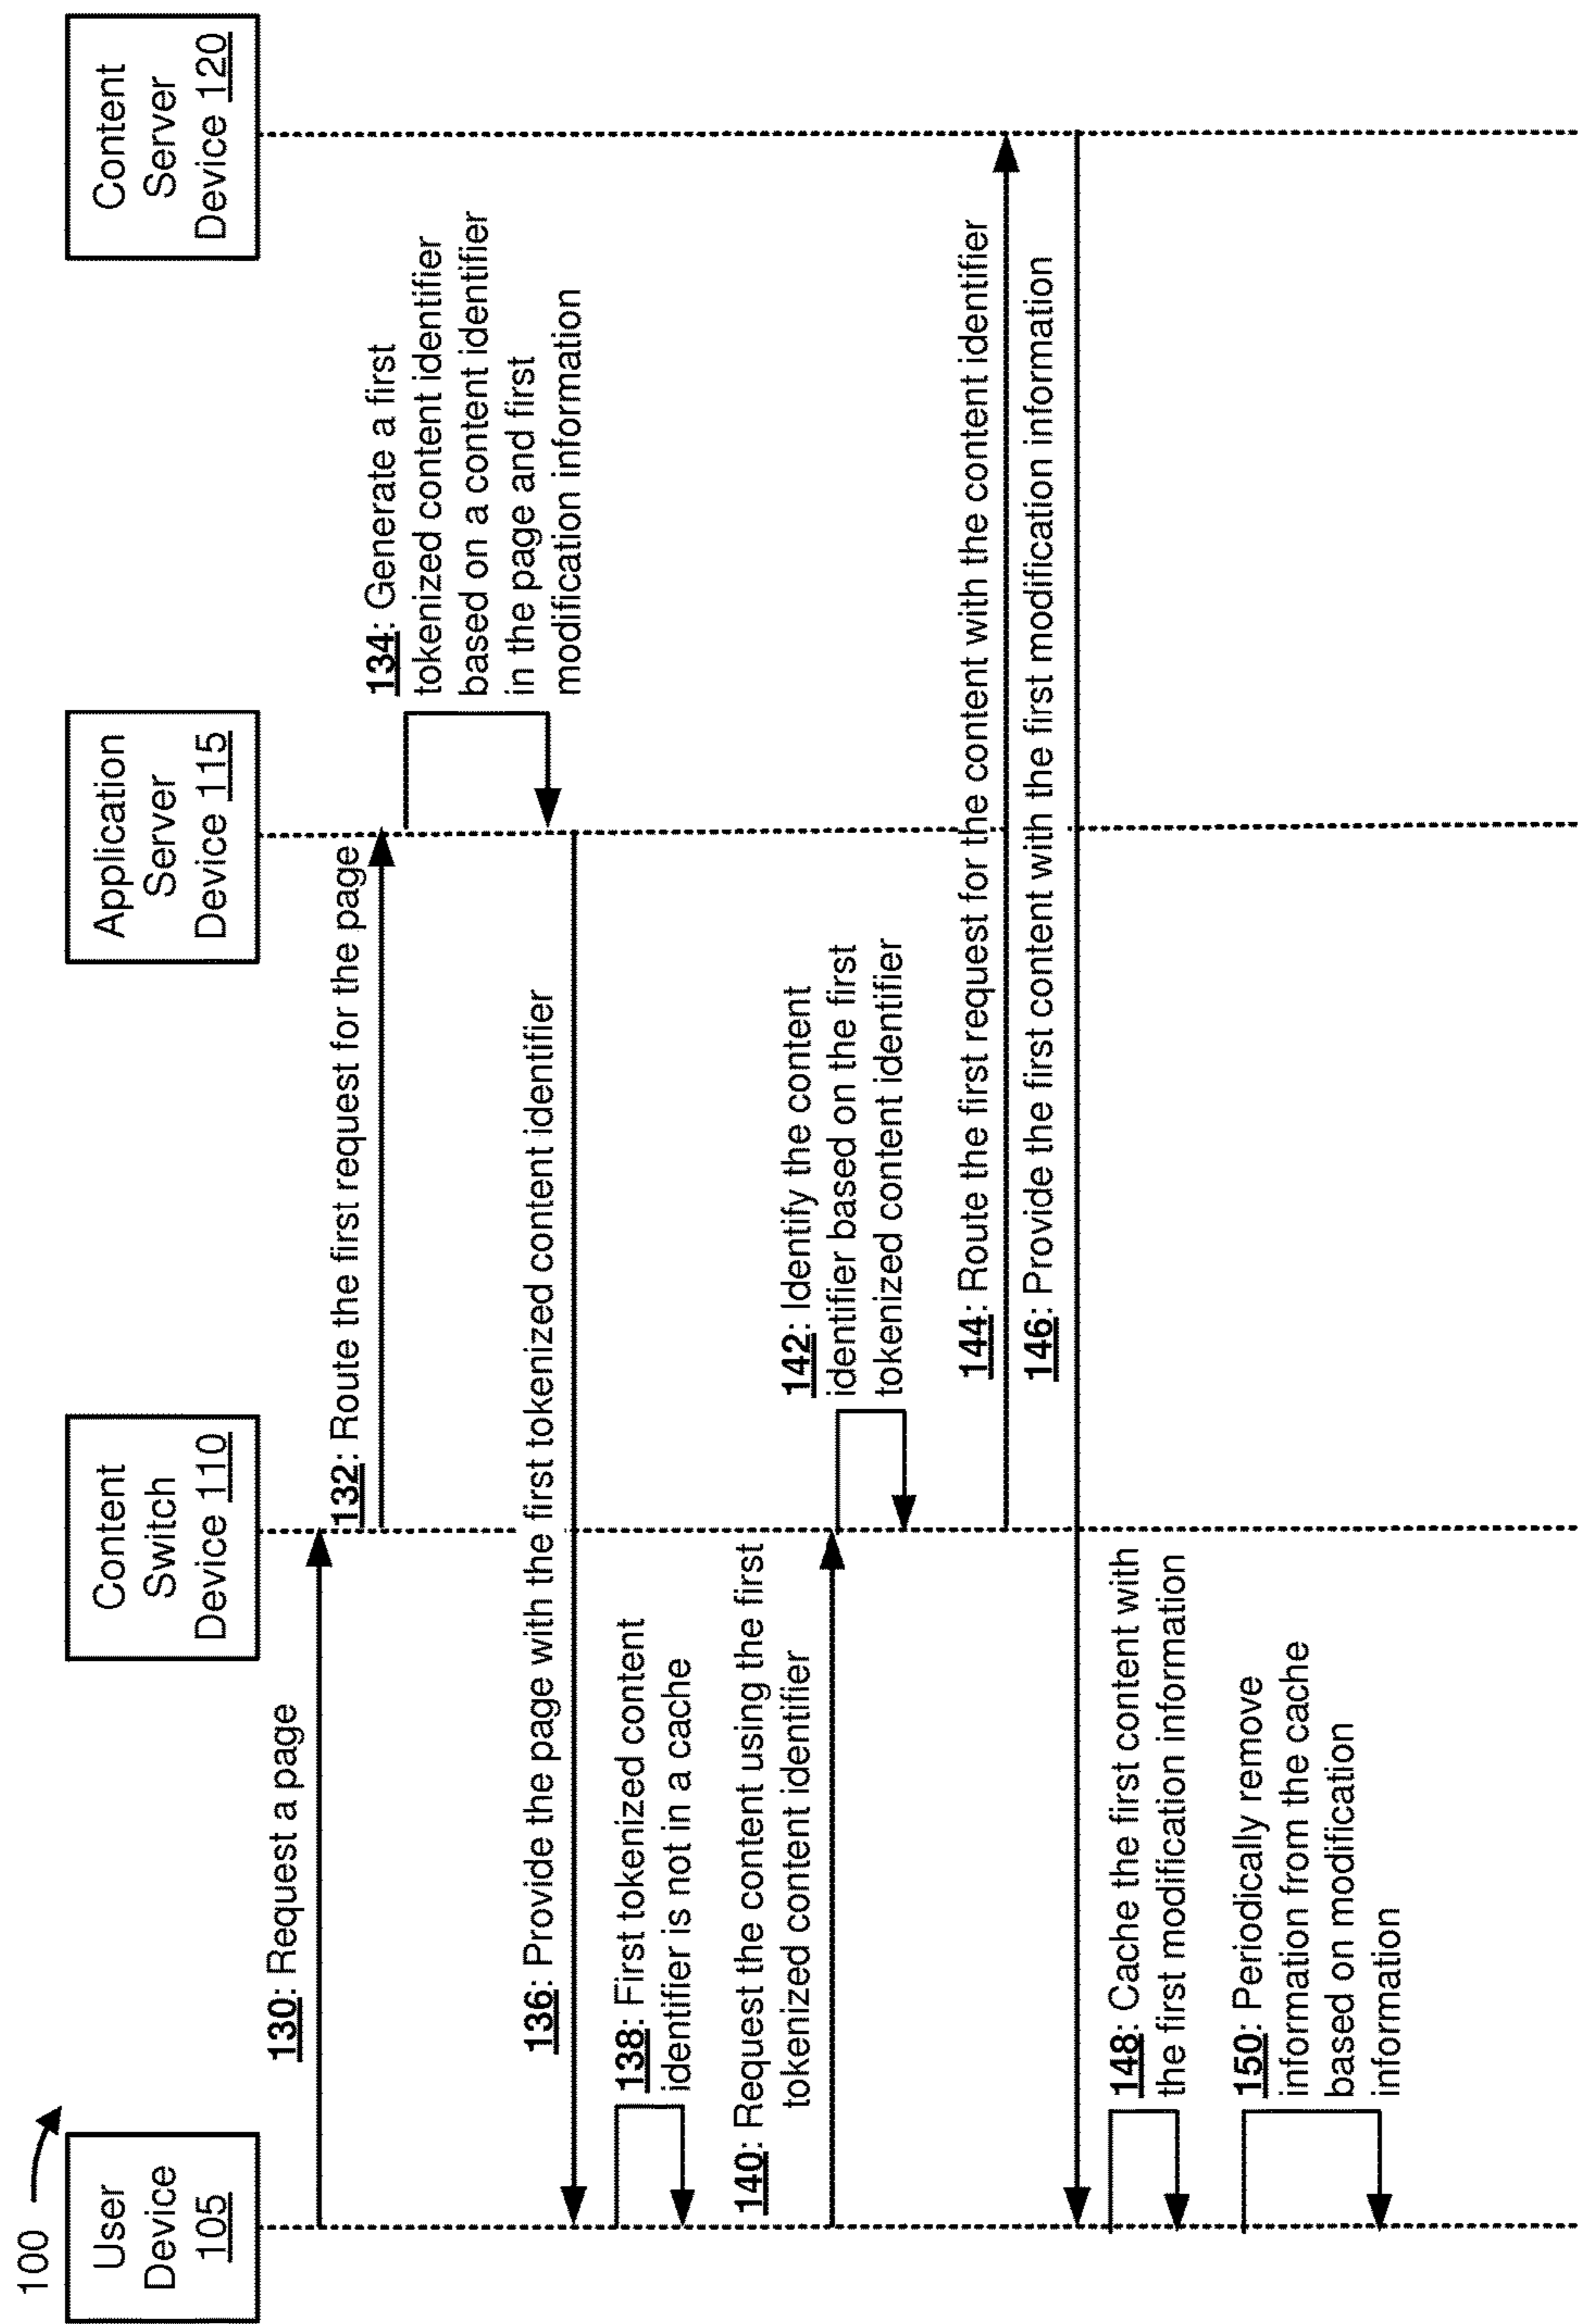 100
User
Device
105
Content
Switch
Device 110
Application
Server
Device 115
Content
Server
Device 120
130: Request a page
132: Route the first request for the page
134: Generate a first
tokenized content identifier
based on a content identifier
in the page and first
modification information
136: Provide the page with the first tokenized content identifier
138: First tokenized content
identifier is not in a cache
140: Request the content using the first
tokenized content identifier
142: Identify the content
identifier based on the first
tokenized content identifier
144: Route the first request for the content with the content identifier
146: Provide the first content with the first modification information
148: Cache the first content with
the first modification information
150: Periodically remove
information from the cache
based on modification
information